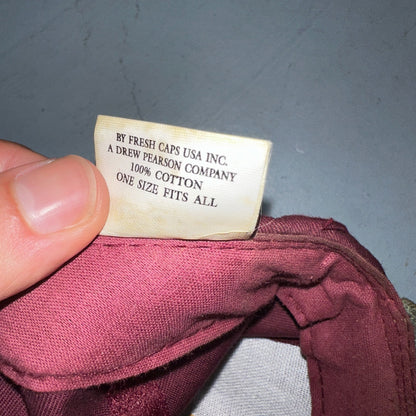 BY FRESH CAPS USA INC.
A DREW PEARSON COMPANY
100% COTTON
ONE SIZE FITS ALL